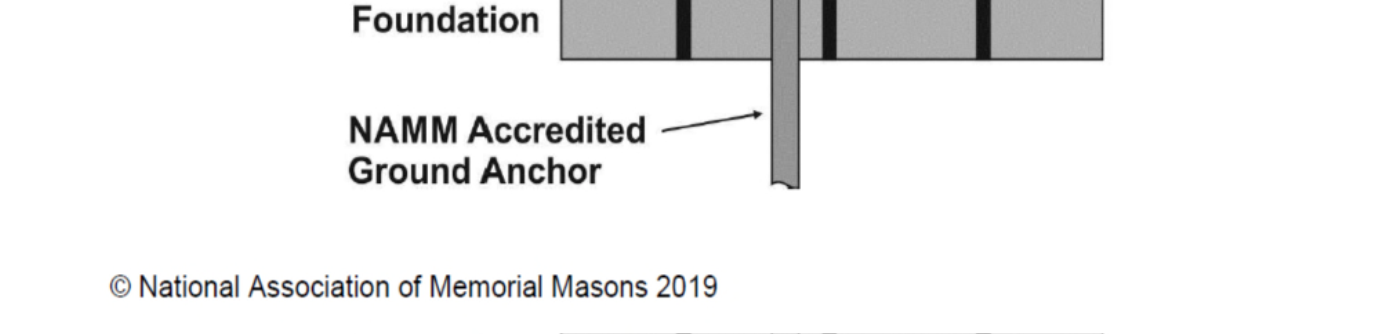 Foundation
NAMM Accredited
Ground Anchor
© National Association of Memorial Masons 2019